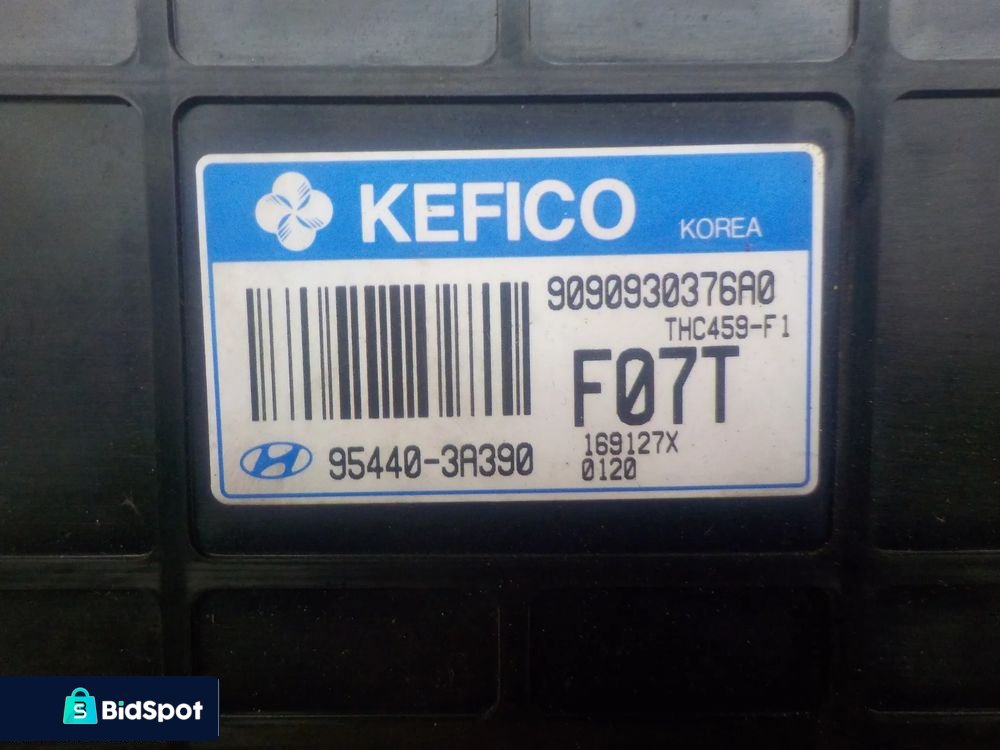 KEFICO KOREA
9090930376A0
THC459-F1
F07T
169127X
95440-3A390
0120
BidSpot